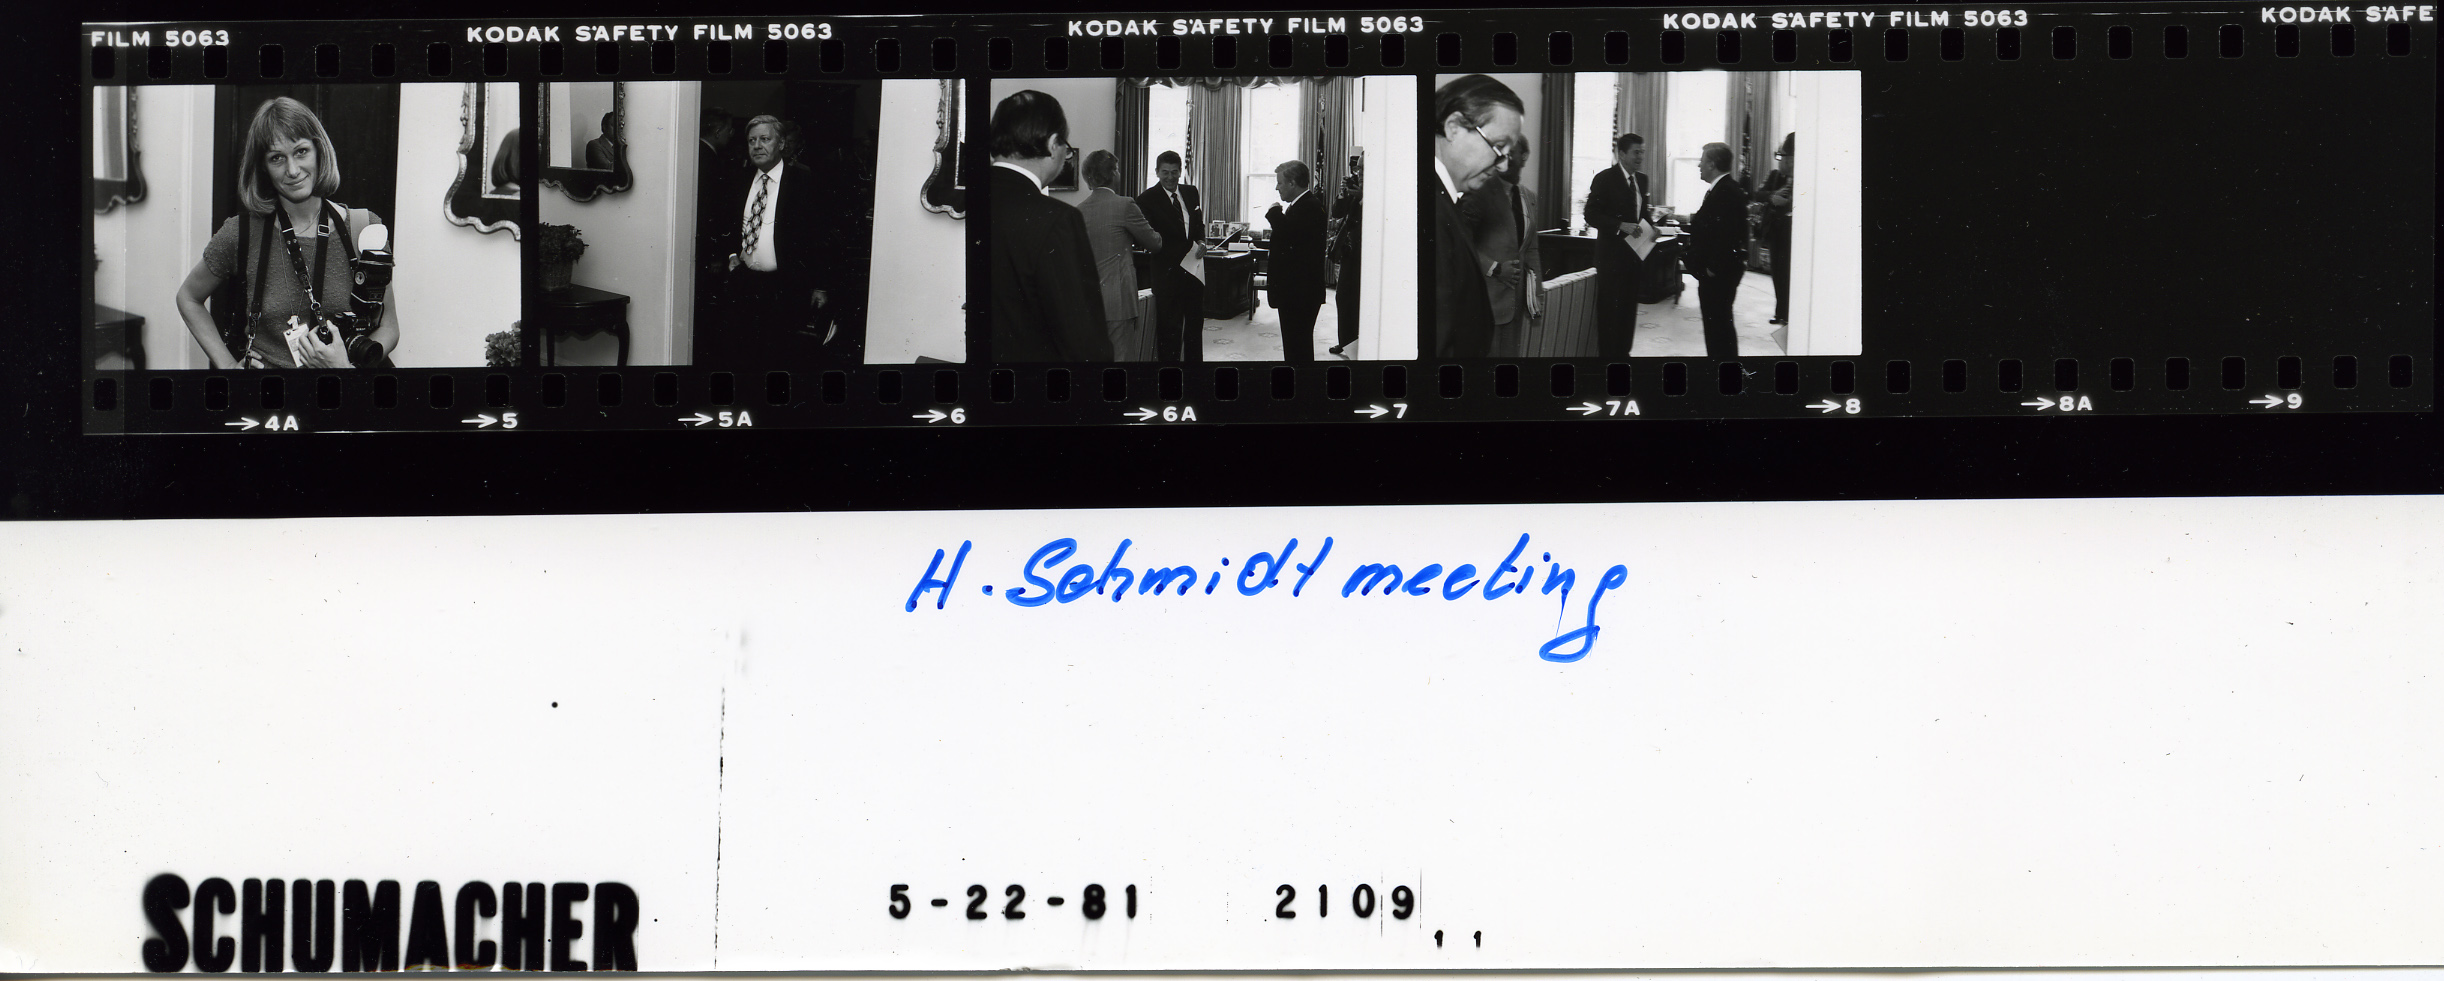 FILM 5063 KODAK SAFETY FILM 5063 KODAK SAFETY FILM 5063 KODAK SAFETY FILM 5063 KODAK SAFE
→4A →5 →5A →6 →6A →7 →7A →8 →8A →9
H. Schmidt meeting
SCHUMACHER 5-22-81 2109